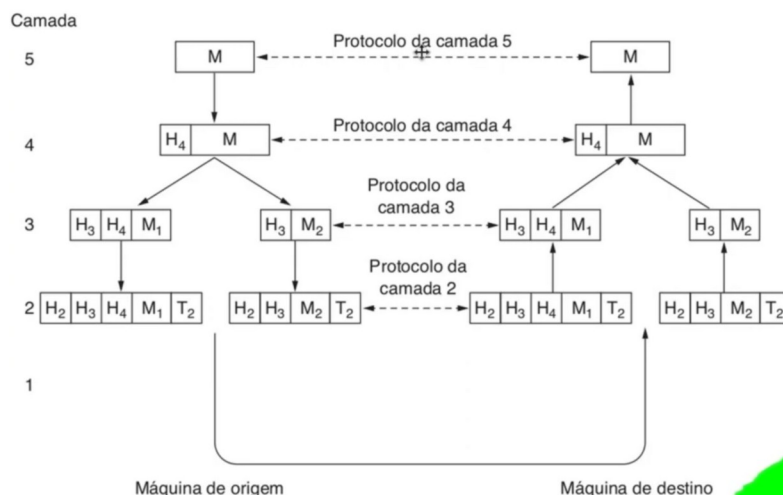 Camada
5 M Protocolo da camada 5 M
4 H4 M Protocolo da camada 4 H4 M
Protocolo da
camada 3
3 H3 H4 M1 H3 M2 H3 H4 M1 H3 M2
Protocolo da
camada 2
2 H2 H3 H4 M1 T2 H2 H3 M2 T2 H2 H3 H4 M1 T2 H2 H3 M2 T2
1
Máquina de origem Máquina de destino